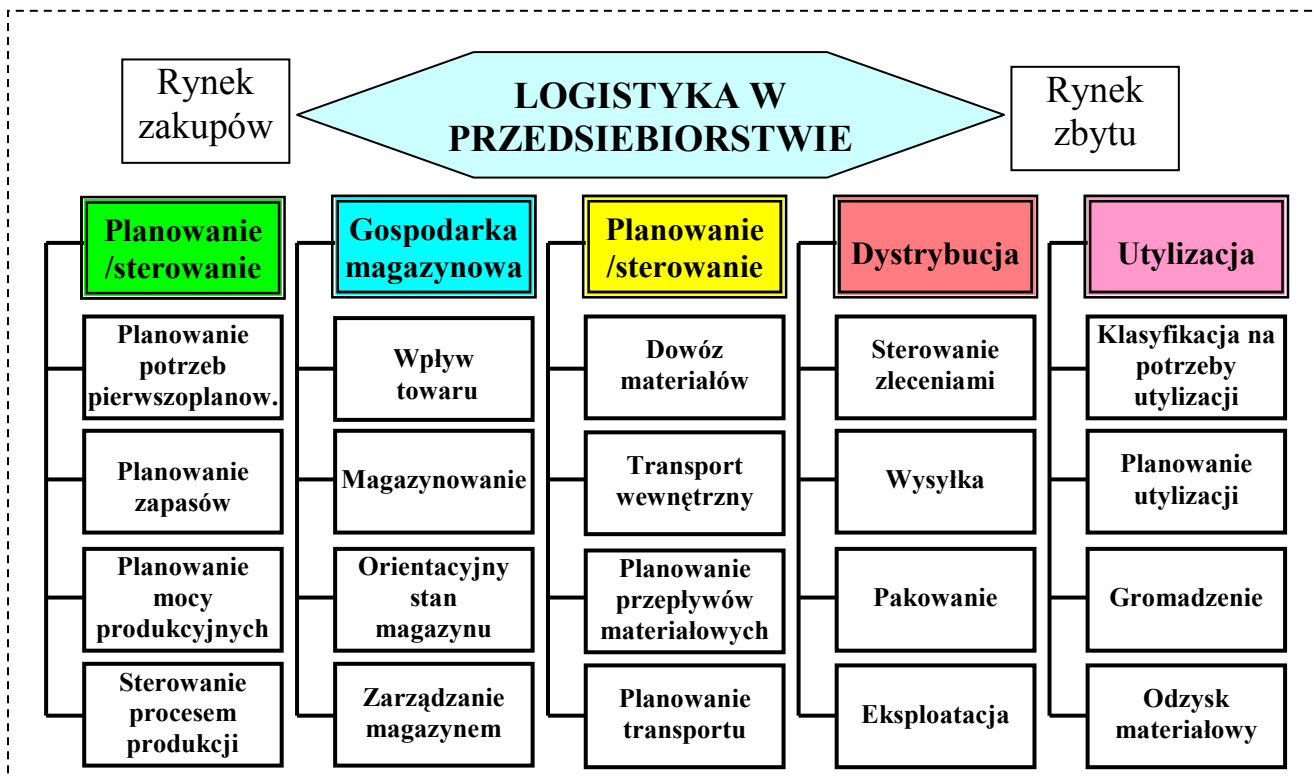 Rynek
zakupów
LOGISTYKA W
PRZEDSIEBIORSTWIE
Rynek
zbytu
Planowanie
/sterowanie
Planowanie
potrzeb
pierwszoplanow.
Planowanie
zapasów
Planowanie
mocy
produkcyjnych
Sterowanie
procesem
produkcji
Gospodarka
magazynowa
Wpływ
towaru
Magazynowanie
Orientacyjny
stan
magazynu
Zarządzanie
magazynem
Planowanie
/sterowanie
Dowóz
materiałów
Transport
wewnętrzny
Planowanie
przepływów
materiałowych
Planowanie
transportu
Dystrybucja
Sterowanie
zleceniami
Wysyłka
Pakowanie
Eksploatacja
Utylizacja
Klasyfikacja na
potrzeby
utylizacji
Planowanie
utylizacji
Gromadzenie
Odzysk
materiałowy